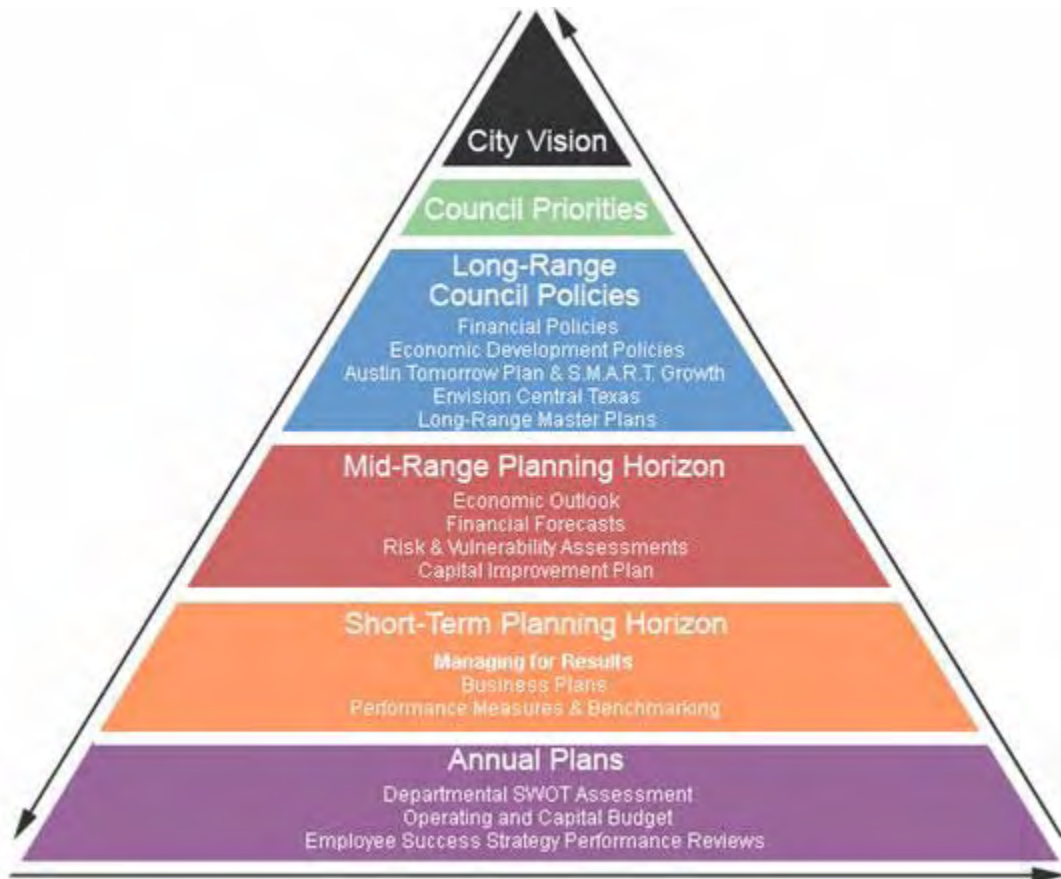 City Vision
Council Priorities
Long-Range
Council Policies
Financial Policies
Economic Development Policies
Austin Tomorrow Plan & S.M.A.R.T. Growth
Envision Central Texas
Long-Range Master Plans
Mid-Range Planning Horizon
Economic Outlook
Financial Forecasts
Risk & Vulnerability Assessments
Capital Improvement Plan
Short-Term Planning Horizon
Managing for Results
Business Plans
Performance Measures & Benchmarking
Annual Plans
Departmental SWOT Assessment
Operating and Capital Budget
Employee Success Strategy Performance Reviews